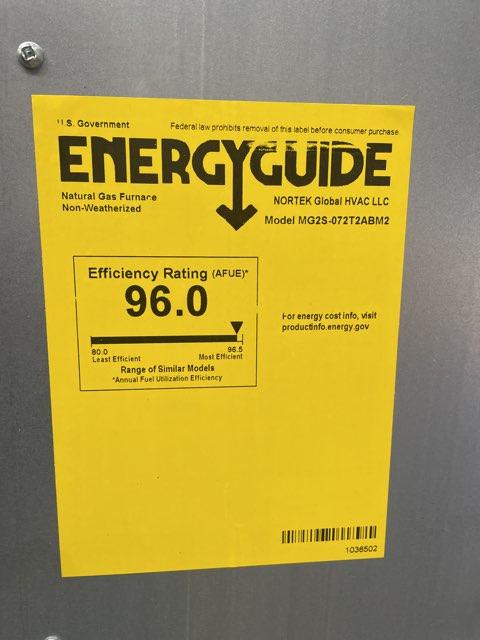 U.S. Government
Federal law prohibits removal of this label before consumer purchase.
ENERGYGUIDE
Natural Gas Furnace
Non-Weatherized
NORTEK Global HVAC LLC
Model MG2S-072T2ABM2
Efficiency Rating (AFUE)*
96.0
80.0
96.5
Least Efficient
Most Efficient
Range of Similar Models
*Annual Fuel Utilization Efficiency
For energy cost info, visit
productinfo.energy.gov
1036502